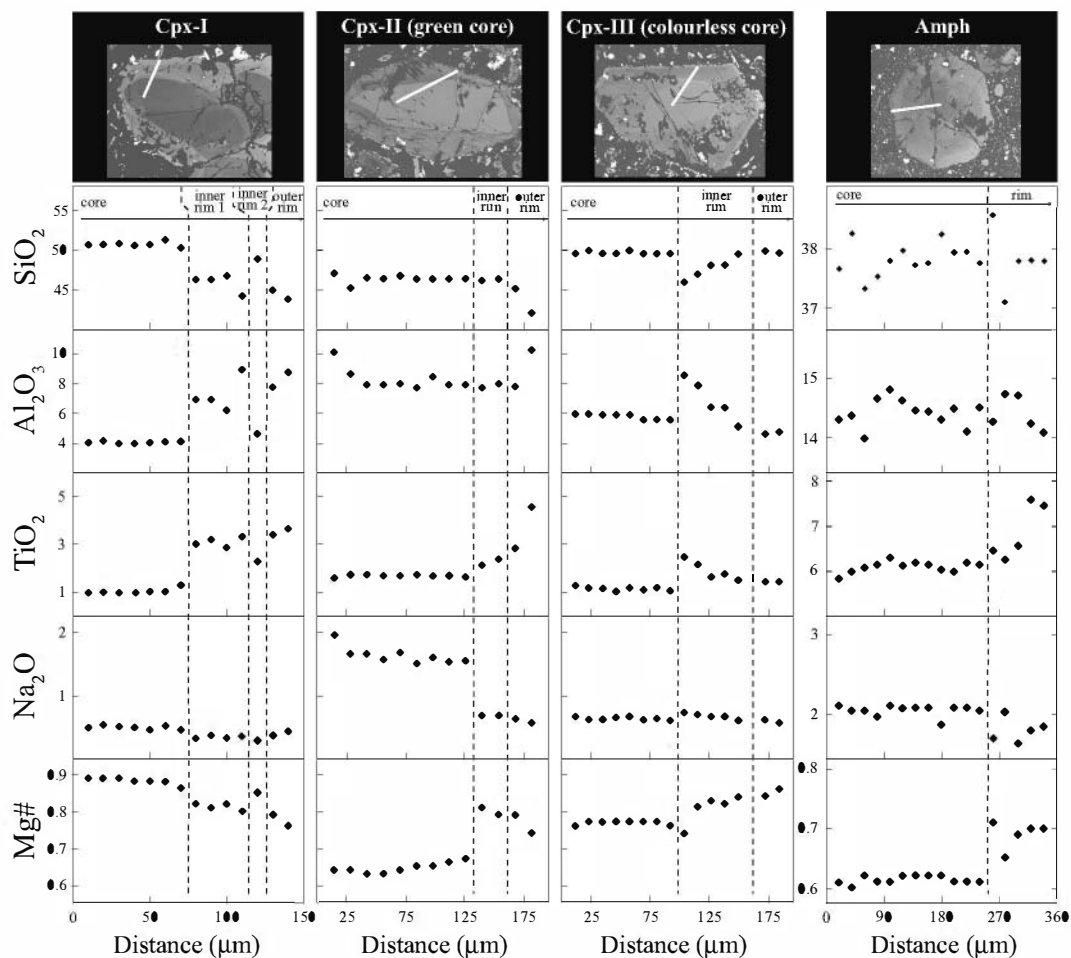 Cpx-I Cpx-II (green core) Cpx-III (colourless core) Amph
core inner rim 1 inner rim 2 outer rim
core inner rim outer rim
core inner rim outer rim
core rim
SiO2 55 50 45 38 37
Al2O3 10 8 6 4 15 14
TiO2 5 3 1 8 7 6
Na2O 2 1 3 2
Mg# 0.9 0.8 0.7 0.6 0.8 0.7 0.6
0 50 100 150 25 75 125 175 25 75 125 175 0 90 180 270 360
Distance (µm) Distance (µm) Distance (µm) Distance (µm)